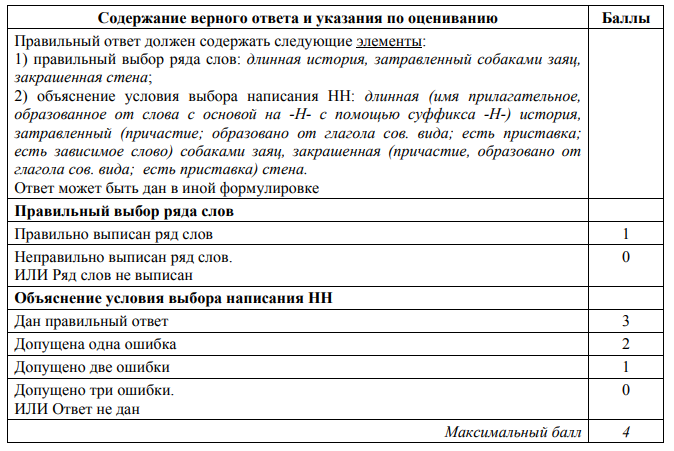 Содержание верного ответа и указания по оцениванию Баллы
Правильный ответ должен содержать следующие элементы:
1) правильный выбор ряда слов: длинная история, затравленный собаками заяц,
закрашенная стена;
2) объяснение условия выбора написания НН: длинная (имя прилагательное,
образованное от слова с основой на -Н- с помощью суффикса -Н-) история,
затравленный (причастие; образовано от глагола сов. вида; есть приставка;
есть зависимое слово) собаками заяц, закрашенная (причастие, образовано от
глагола сов. вида; есть приставка) стена.
Ответ может быть дан в иной формулировке
Правильный выбор ряда слов
Правильно выписан ряд слов 1
Неправильно выписан ряд слов. 0
ИЛИ Ряд слов не выписан
Объяснение условия выбора написания НН
Дан правильный ответ 3
Допущена одна ошибка 2
Допущено две ошибки 1
Допущено три ошибки. 0
ИЛИ Ответ не дан
Максимальный балл 4